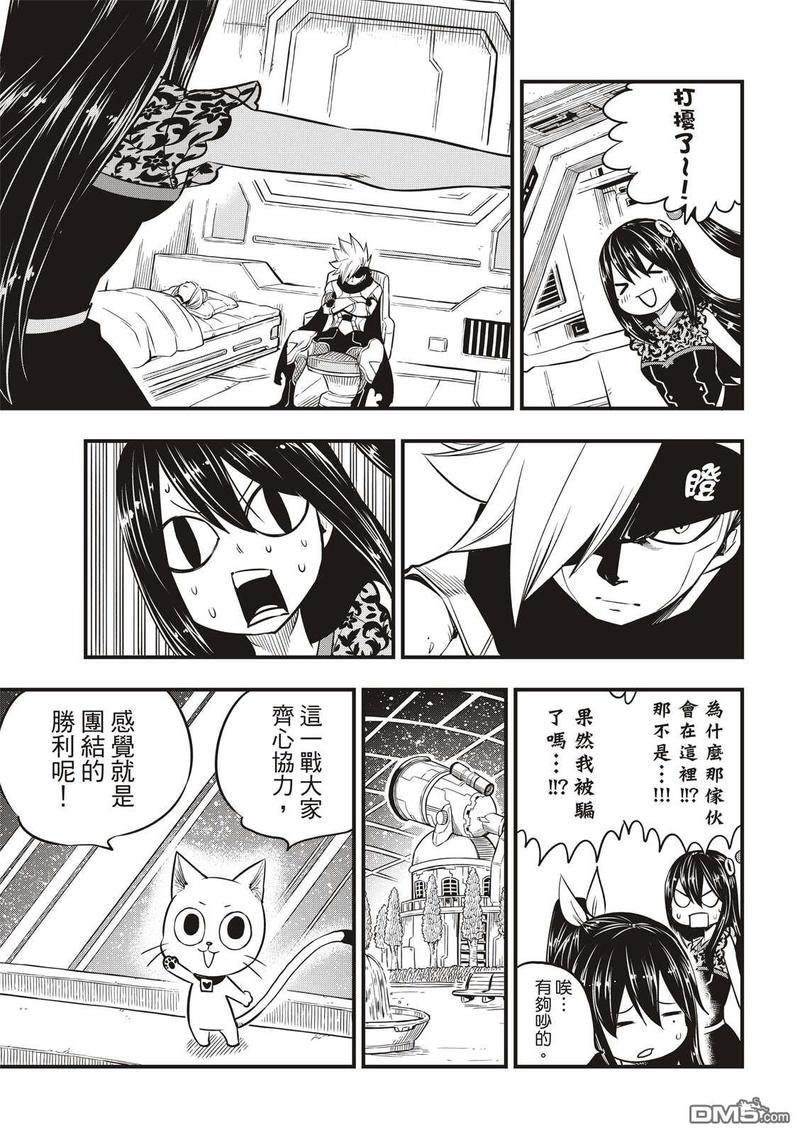 打擾了～！
瞪
為什麼那傢伙
會在這裡!!?
那不是…!!!
果然我被騙
了嗎…!!?
唉…
有夠吵的。
這一戰大家
齊心協力，
感覺就是
團結的
勝利呢！
DM5.com